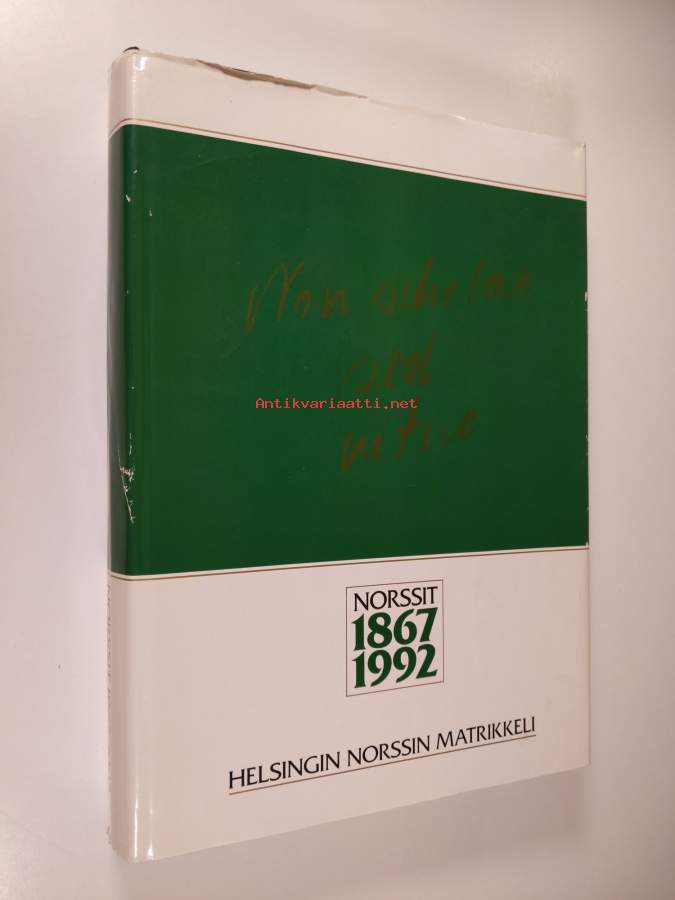 Non scholae
sed
vitae
Antikvariaatti.net
NORSSIT
1867
1992
HELSINGIN NORSSIN MATRIKKELI